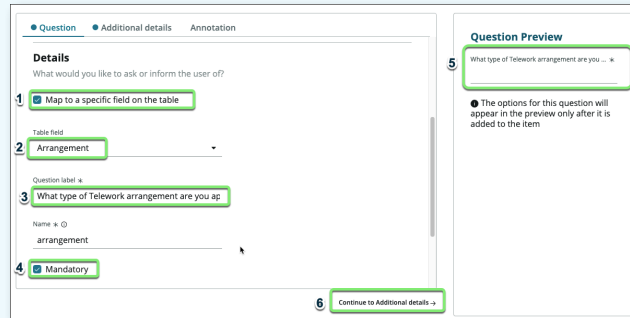 Question
Additional details
Annotation
Details
What would you like to ask or inform the user of?
1
Map to a specific field on the table
Table field
2
Arrangement
Question label *
3
What type of Telework arrangement are you ap
Name *
arrangement
4
Mandatory
6
Continue to Additional details →
Question Preview
5
What type of Telework arrangement are you ... *
The options for this question will
appear in the preview only after it is
added to the item